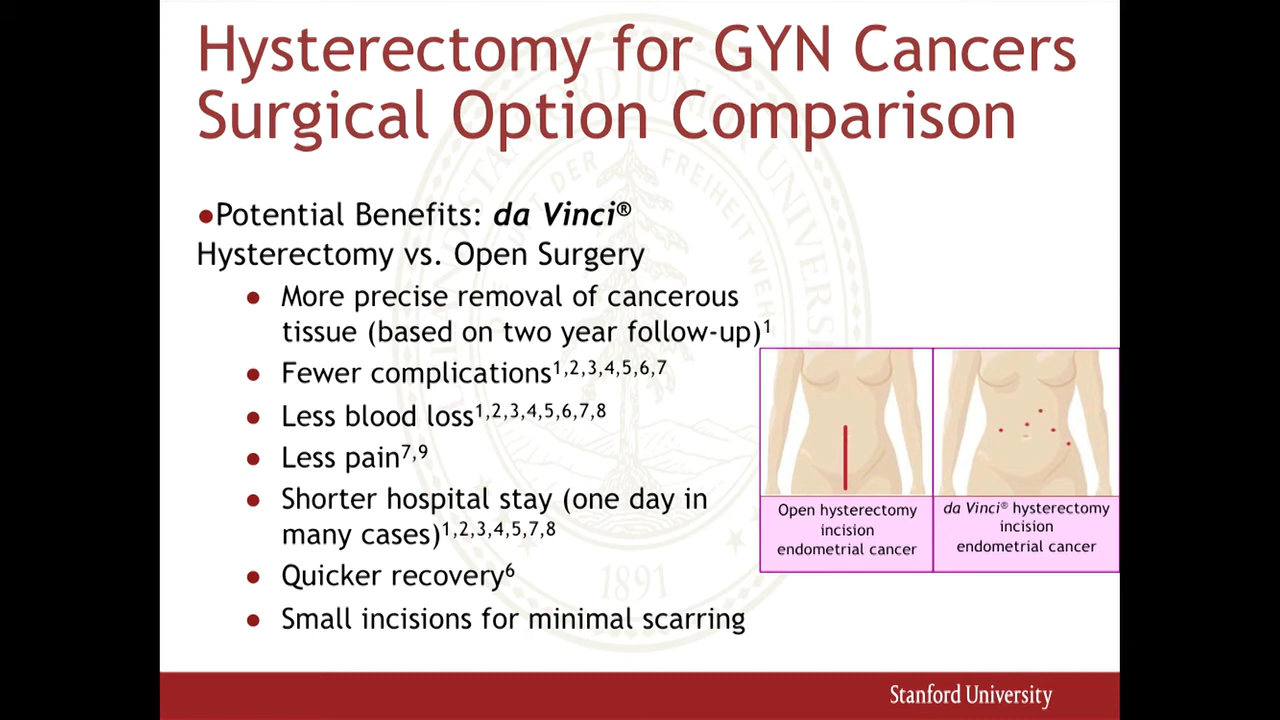 Hysterectomy for GYN Cancers
Surgical Option Comparison
●Potential Benefits: da Vinci®
Hysterectomy vs. Open Surgery
● More precise removal of cancerous
tissue (based on two year follow-up)¹
● Fewer complications¹,²,³,⁴,⁵,⁶,⁷
● Less blood loss¹,²,³,⁴,⁵,⁶,⁷,⁸
● Less pain⁷,⁹
● Shorter hospital stay (one day in
many cases)¹,²,³,⁴,⁵,⁷,⁸
● Quicker recovery⁶
● Small incisions for minimal scarring
Open hysterectomy
incision
endometrial cancer
da Vinci® hysterectomy
incision
endometrial cancer
1891
Stanford University